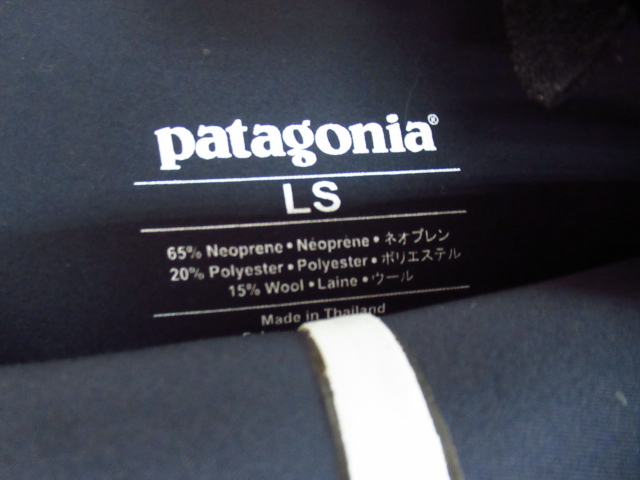 patagonia®
LS
65% Neoprene • Néoprene • ネオプレン
20% Polyester • Polyester • ポリエステル
15% Wool • Laine • ウール
Made in Thailand